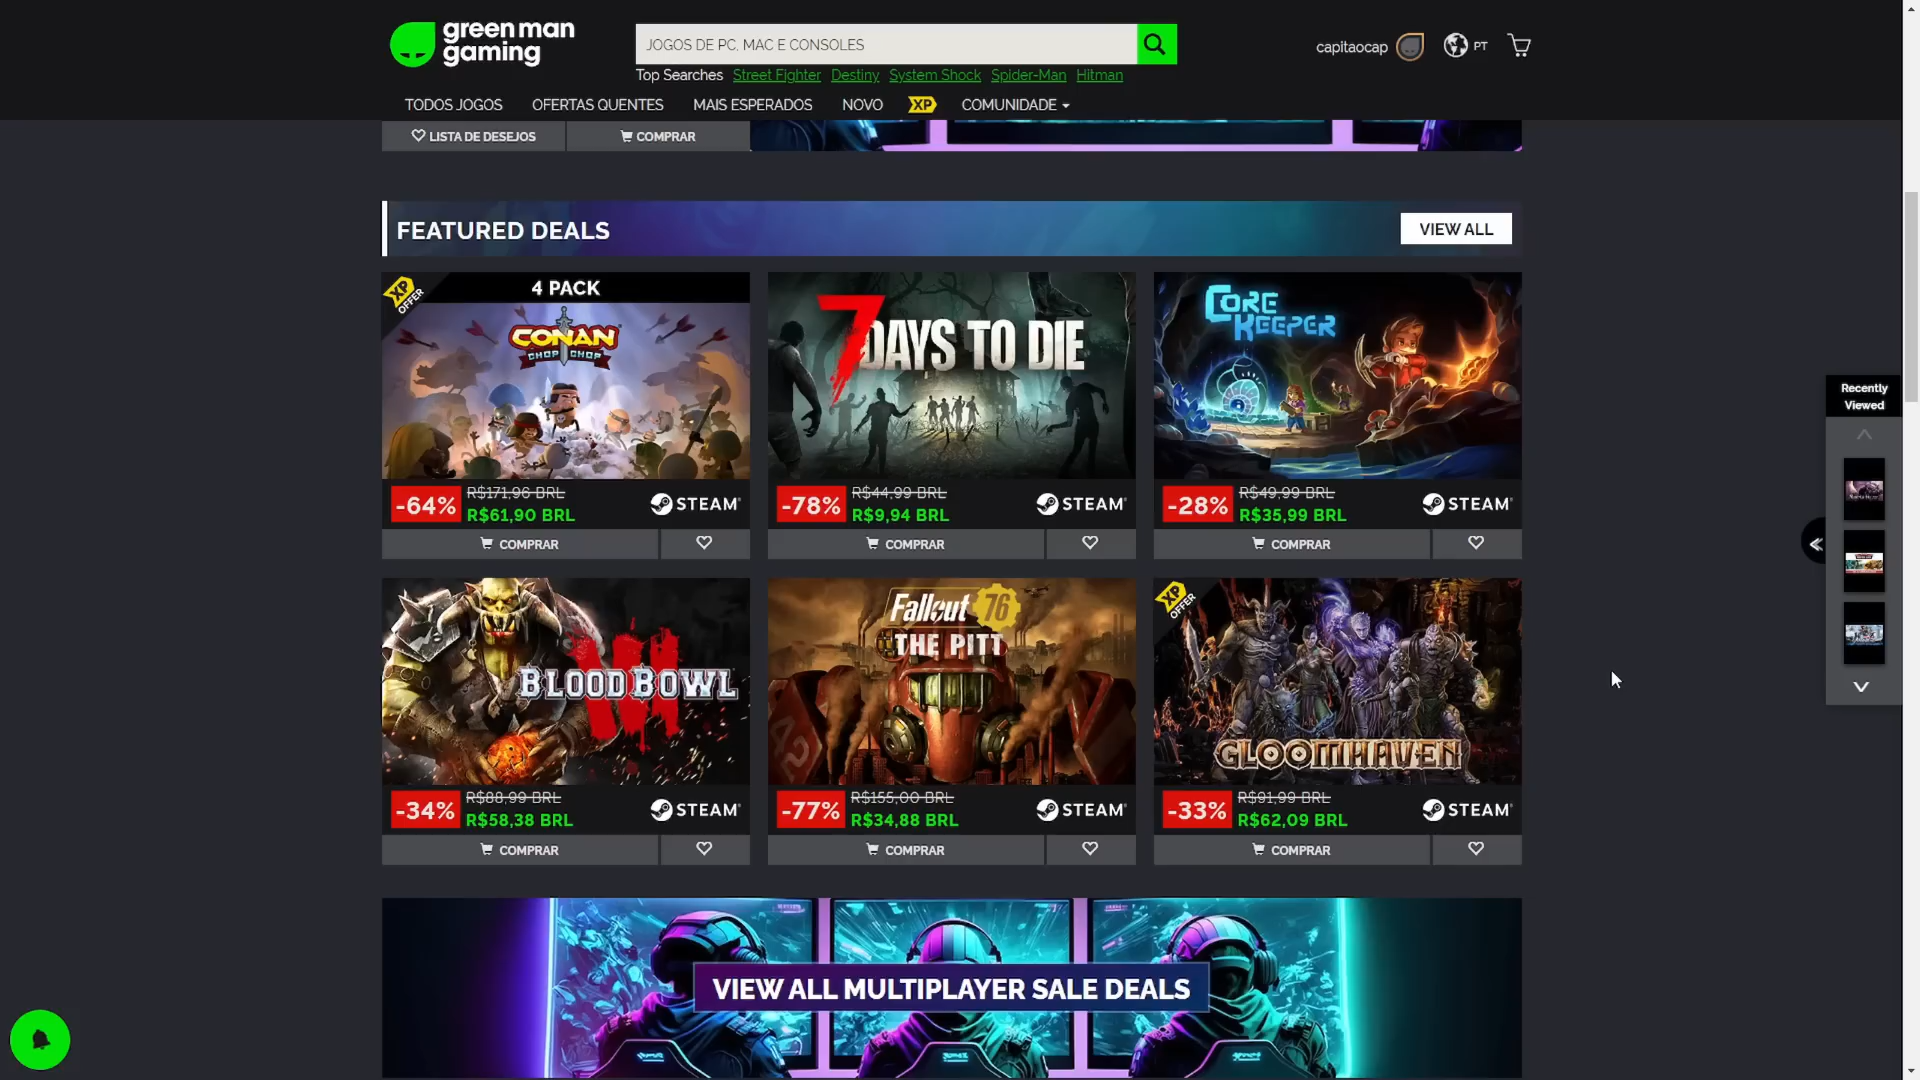 green man
gaming
JOGOS DE PC, MAC E CONSOLES
capitaocap
PT
Top Searches Street Fighter Destiny System Shock Spider-Man Hitman
TODOS JOGOS OFERTAS QUENTES MAIS ESPERADOS NOVO XP COMUNIDADE
LISTA DE DESEJOS COMPRAR
FEATURED DEALS VIEW ALL
XP OFFER
4 PACK
CONAN
CHOP CHOP
7 DAYS TO DIE
CORE
KEEPER
Recently
Viewed
-64% R$171,96 BRL
R$61,90 BRL
STEAM
-78% R$44,99 BRL
R$9,94 BRL
STEAM
-28% R$49,99 BRL
R$35,99 BRL
STEAM
COMPRAR COMPRAR COMPRAR
BLOOD BOWL
III
Fallout 76
THE PITT
A2
XP OFFER
GLOOMHAVEN
-34% R$88,99 BRL
R$58,38 BRL
STEAM
-77% R$155,00 BRL
R$34,88 BRL
STEAM
-33% R$91,99 BRL
R$62,09 BRL
STEAM
COMPRAR COMPRAR COMPRAR
VIEW ALL MULTIPLAYER SALE DEALS